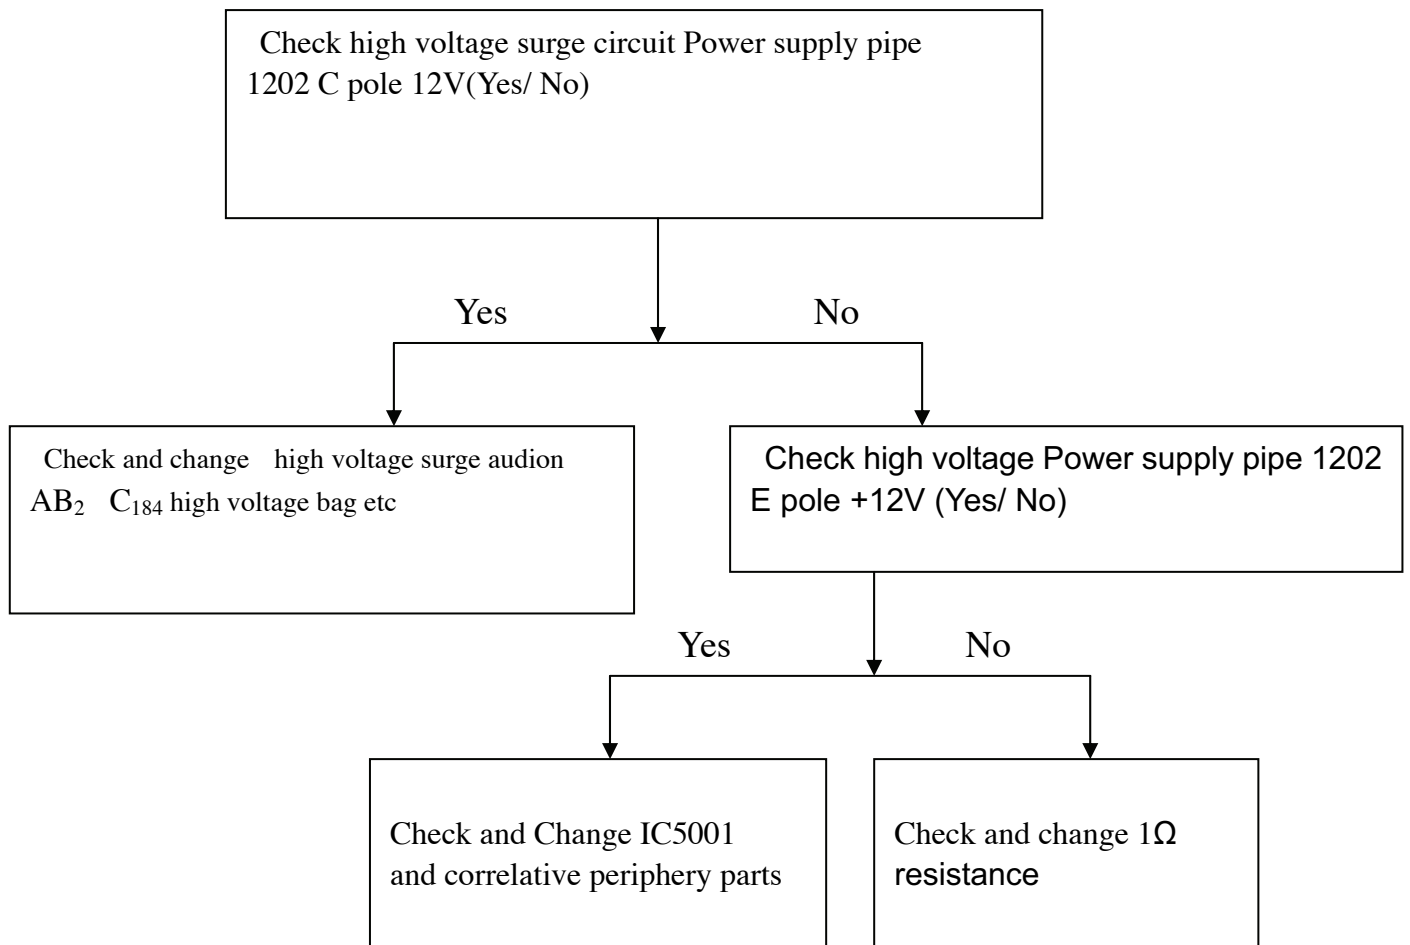 Check high voltage surge circuit Power supply pipe
1202 C pole 12V(Yes/ No)
Yes
No
Check and change high voltage surge audion
AB₂ C₁₈₄ high voltage bag etc
Check high voltage Power supply pipe 1202
E pole +12V (Yes/ No)
Yes
No
Check and Change IC5001
and correlative periphery parts
Check and change 1Ω
resistance